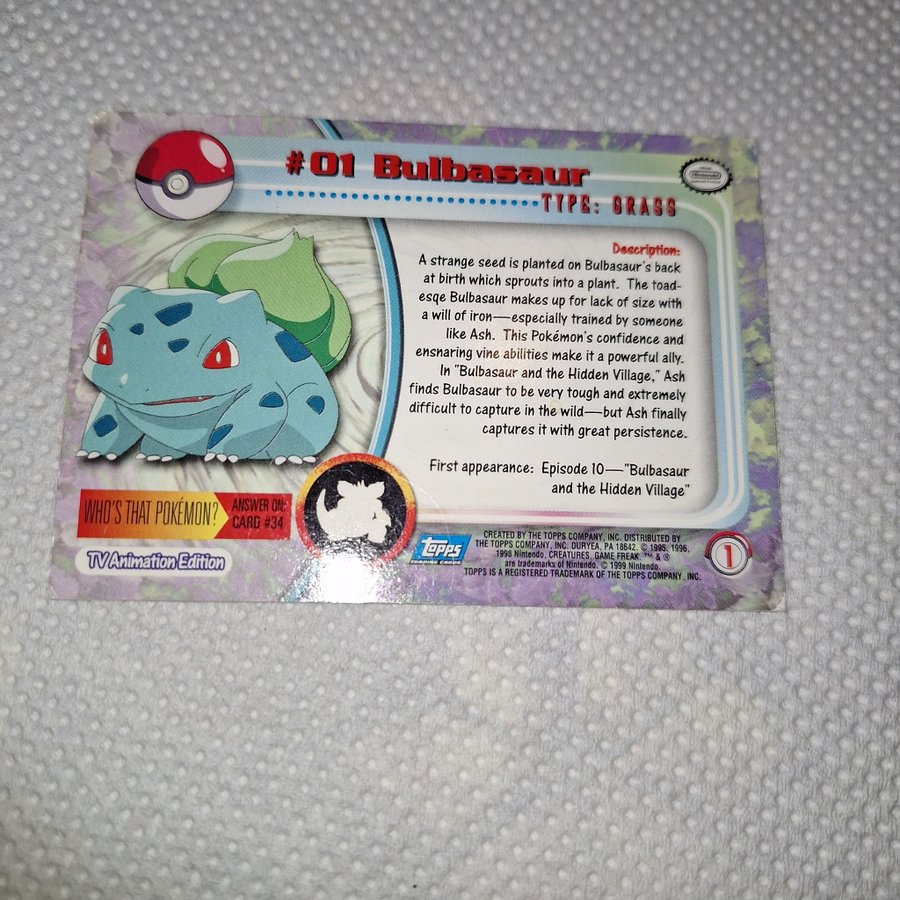 #01 Bulbasaur
TYPE: GRASS
Nintendo
Description:
A strange seed is planted on Bulbasaur's back
at birth which sprouts into a plant. The toad-
esqe Bulbasaur makes up for lack of size with
a will of iron—especially trained by someone
like Ash. This Pokémon's confidence and
ensnaring vine abilities make it a powerful ally.
In "Bulbasaur and the Hidden Village," Ash
finds Bulbasaur to be very tough and extremely
difficult to capture in the wild—but Ash finally
captures it with great persistence.
First appearance: Episode 10—"Bulbasaur
and the Hidden Village"
WHO'S THAT POKÉMON?
ANSWER ON:
CARD #34
TV Animation Edition
topps
TRADING CARDS
CREATED BY THE TOPPS COMPANY, INC. DISTRIBUTED BY
THE TOPPS COMPANY, INC. DURYEA, PA 18642. © 1995, 1996,
1998 Nintendo, CREATURES, GAME FREAK. ™ & ®
are trademarks of Nintendo. © 1999 Nintendo.
TOPPS IS A REGISTERED TRADEMARK OF THE TOPPS COMPANY, INC.
1